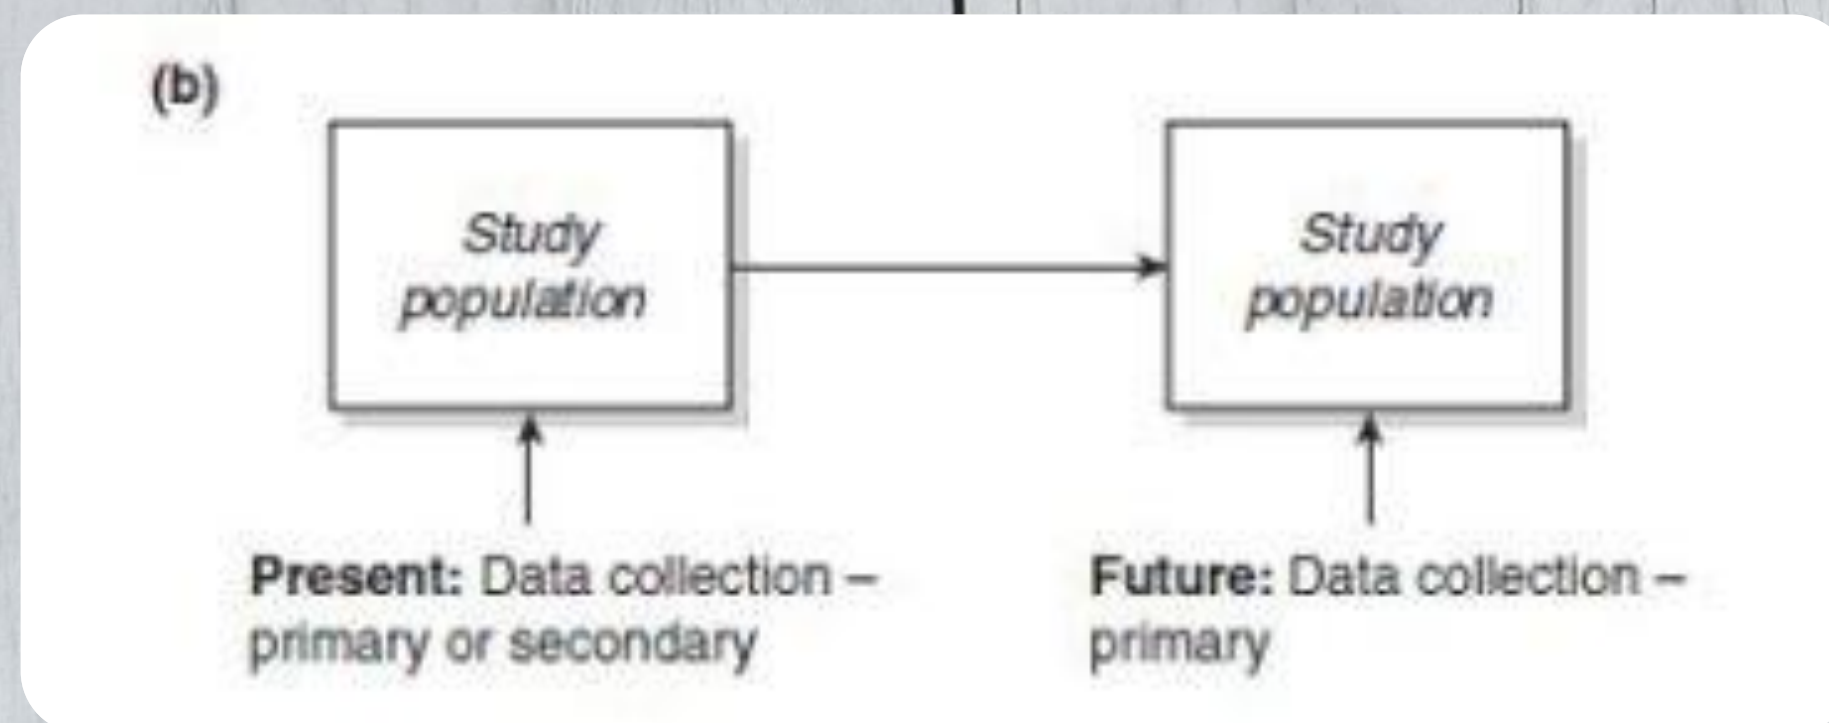 (b)
Study
population
Study
population
Present: Data collection –
primary or secondary
Future: Data collection –
primary